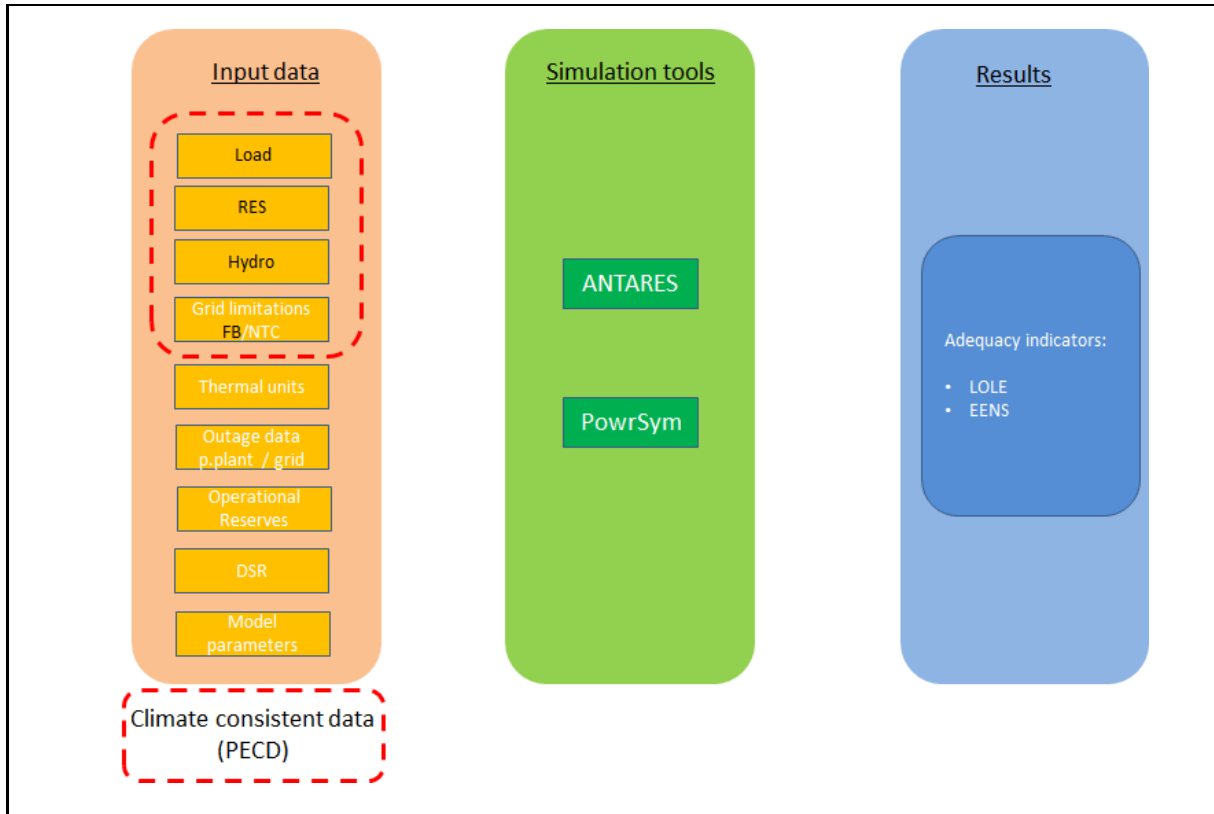 Input data
Load
RES
Hydro
Grid limitations
FB/NTC
Thermal units
Outage data
p.plant / grid
Operational
Reserves
DSR
Model
parameters
Climate consistent data
(PECD)
Simulation tools
ANTARES
PowrSym
Results
Adequacy indicators:
• LOLE
• EENS